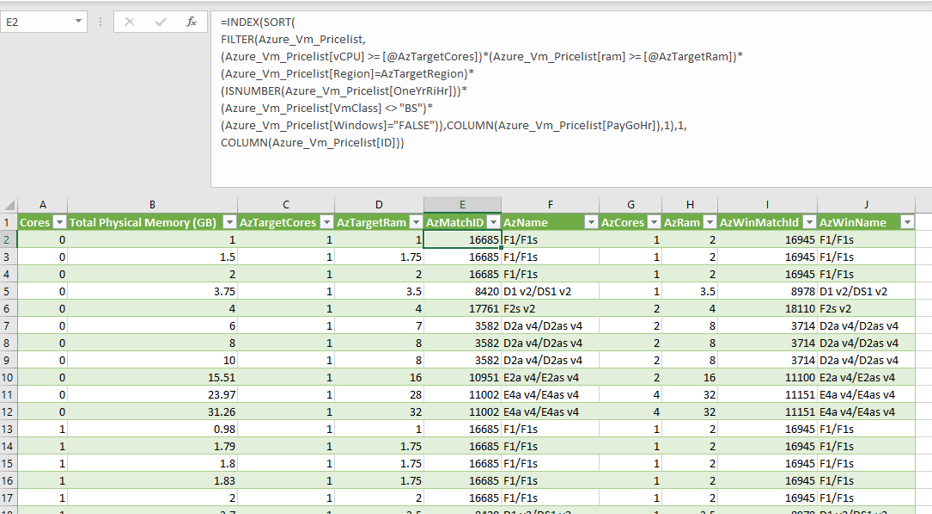 E2
fx
=INDEX(SORT(
FILTER(Azure_Vm_Pricelist,
(Azure_Vm_Pricelist[vCPU] >= [@AzTargetCores])*(Azure_Vm_Pricelist[ram] >= [@AzTargetRam])*
(Azure_Vm_Pricelist[Region]=AzTargetRegion)*
(ISNUMBER(Azure_Vm_Pricelist[OneYrRiHr]))*
(Azure_Vm_Pricelist[VmClass] <> "BS")*
(Azure_Vm_Pricelist[Windows]="FALSE")),COLUMN(Azure_Vm_Pricelist[PayGoHr]),1),1,
COLUMN(Azure_Vm_Pricelist[ID]))
A B C D E F G H I J
1 Cores Total Physical Memory (GB) AzTargetCores AzTargetRam AzMatchID AzName AzCores AzRam AzWinMatchId AzWinName
2 0 1 1 1 16685 F1/F1s 1 2 16945 F1/F1s
3 0 1.5 1 1.75 16685 F1/F1s 1 2 16945 F1/F1s
4 0 2 1 2 16685 F1/F1s 1 2 16945 F1/F1s
5 0 3.75 1 3.5 8420 D1 v2/DS1 v2 1 3.5 8978 D1 v2/DS1 v2
6 0 4 1 4 17761 F2s v2 2 4 18110 F2s v2
7 0 6 1 7 3582 D2a v4/D2as v4 2 8 3714 D2a v4/D2as v4
8 0 8 1 8 3582 D2a v4/D2as v4 2 8 3714 D2a v4/D2as v4
9 0 10 1 8 3582 D2a v4/D2as v4 2 8 3714 D2a v4/D2as v4
10 0 15.51 1 16 10951 E2a v4/E2as v4 2 16 11100 E2a v4/E2as v4
11 0 23.97 1 28 11002 E4a v4/E4as v4 4 32 11151 E4a v4/E4as v4
12 0 31.26 1 32 11002 E4a v4/E4as v4 4 32 11151 E4a v4/E4as v4
13 1 0.98 1 1 16685 F1/F1s 1 2 16945 F1/F1s
14 1 1.79 1 1.75 16685 F1/F1s 1 2 16945 F1/F1s
15 1 1.8 1 1.75 16685 F1/F1s 1 2 16945 F1/F1s
16 1 1.83 1 1.75 16685 F1/F1s 1 2 16945 F1/F1s
17 1 2 1 2 16685 F1/F1s 1 2 16945 F1/F1s